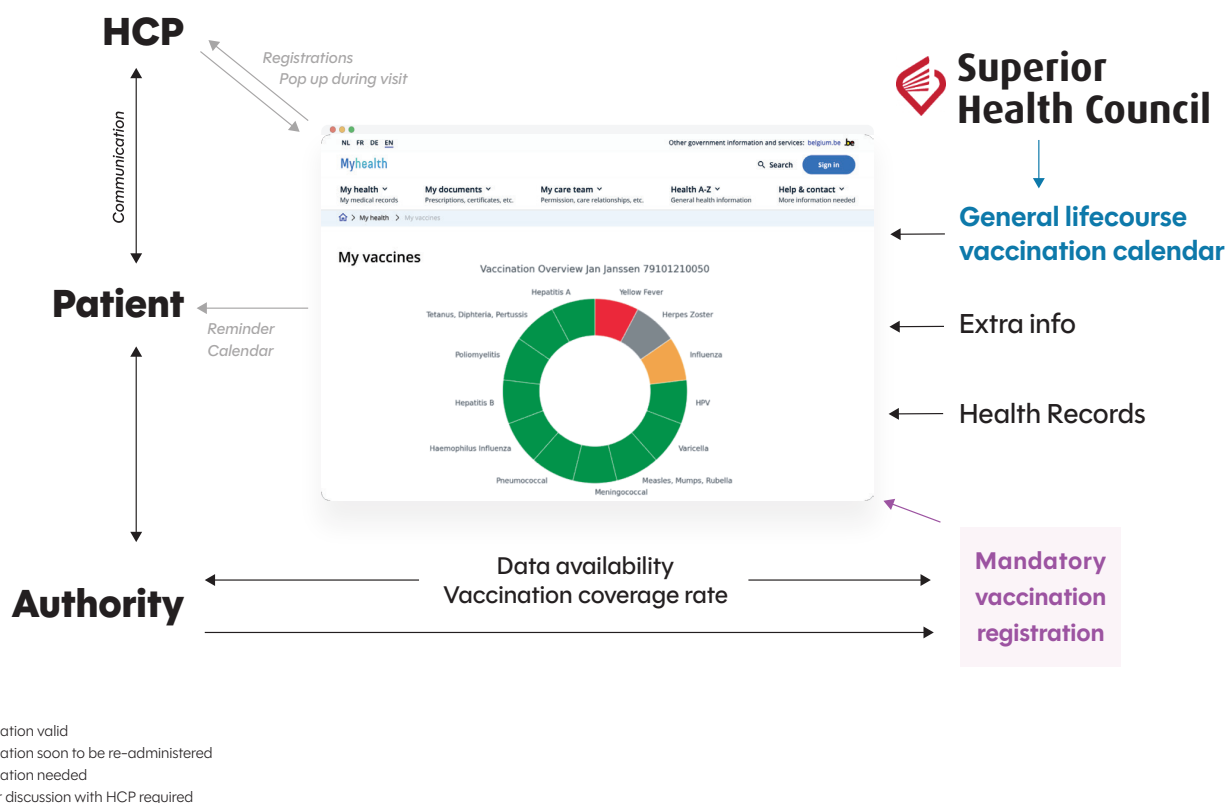 HCP
Registrations
Pop up during visit
Communication
Superior
Health Council
NL FR DE EN
Other government information and services: belgium.be .be
Myhealth
Search
Sign in
My health
My medical records
My documents
Prescriptions, certificates, etc.
My care team
Permission, care relationships, etc.
Health A-Z
General health information
Help & contact
More information needed
> My health > My vaccines
My vaccines
Vaccination Overview Jan Janssen 79101210050
Hepatitis A
Yellow Fever
Tetanus, Diphteria, Pertussis
Herpes Zoster
Poliomyelitis
Influenza
Hepatitis B
HPV
Haemophilus Influenza
Varicella
Pneumococcal
Measles, Mumps, Rubella
Meningococcal
General lifecourse
vaccination calendar
Patient
Reminder
Calendar
Extra info
Health Records
Authority
Data availability
Vaccination coverage rate
Mandatory
vaccination
registration
ation valid
ation soon to be re-administered
ation needed
r discussion with HCP required